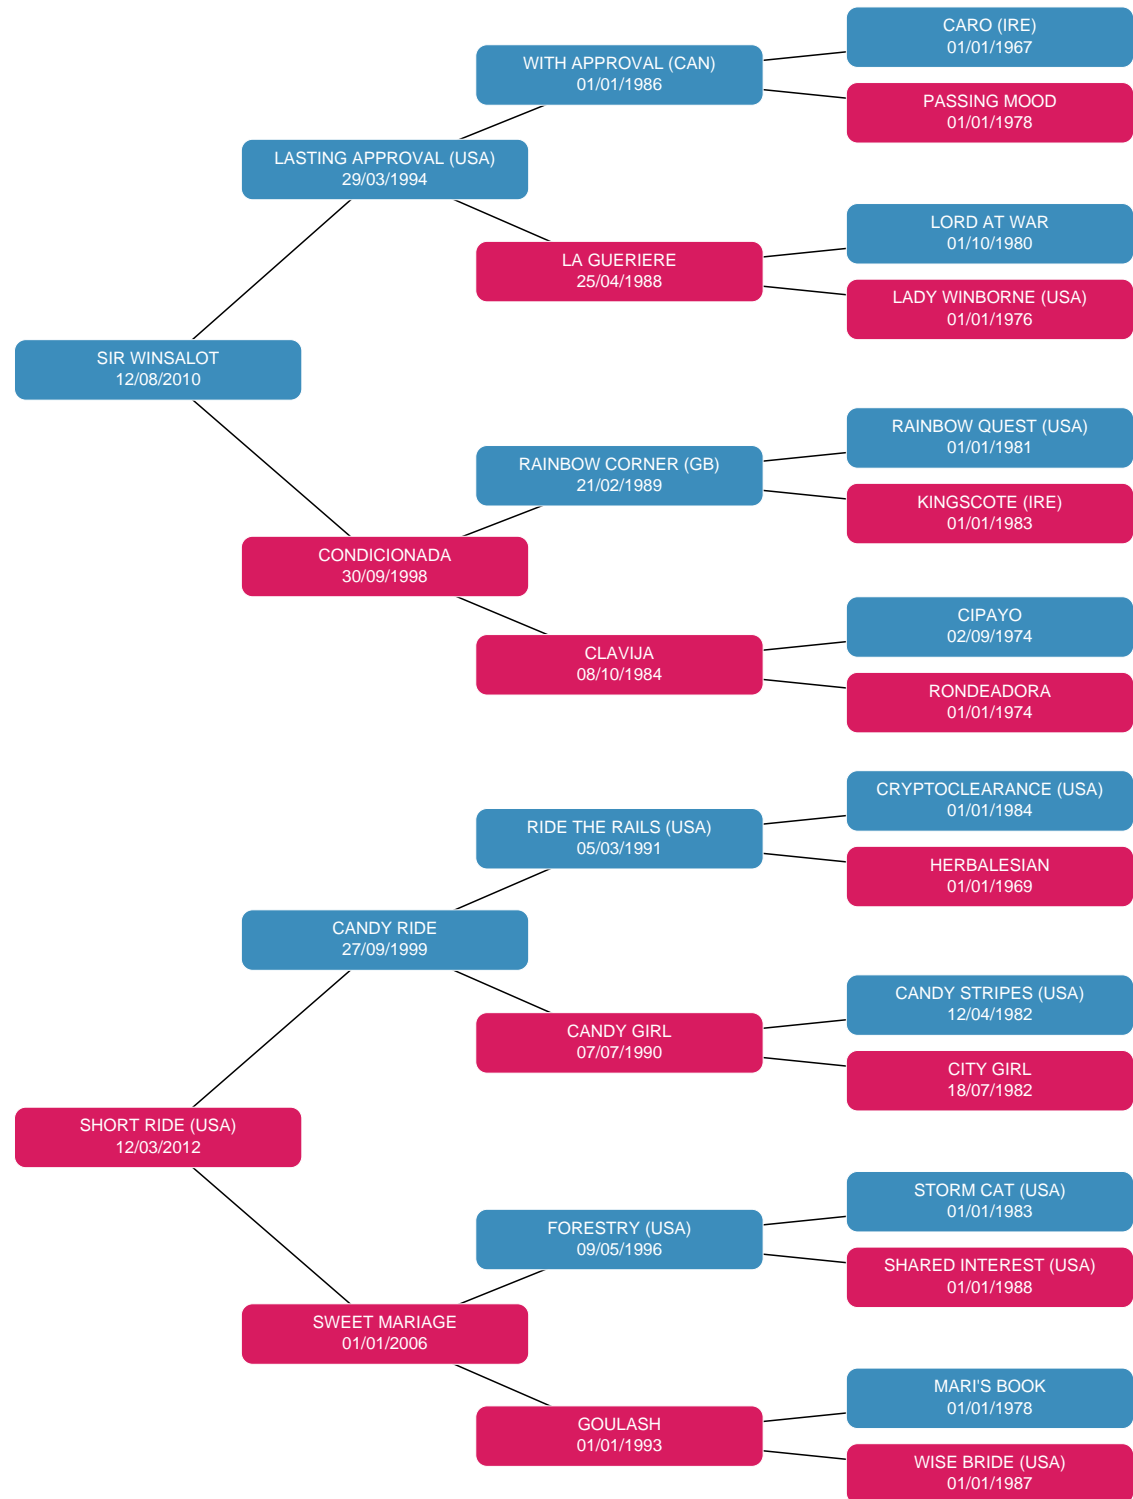 CARO (IRE)
01/01/1967
WITH APPROVAL (CAN)
01/01/1986
PASSING MOOD
01/01/1978
LASTING APPROVAL (USA)
29/03/1994
LORD AT WAR
01/10/1980
LA GUERIERE
25/04/1988
LADY WINBORNE (USA)
01/01/1976
SIR WINSALOT
12/08/2010
RAINBOW QUEST (USA)
01/01/1981
RAINBOW CORNER (GB)
21/02/1989
KINGSCOTE (IRE)
01/01/1983
CONDICIONADA
30/09/1998
CIPAYO
02/09/1974
CLAVIJA
08/10/1984
RONDEADORA
01/01/1974
CRYPTOCLEARANCE (USA)
01/01/1984
RIDE THE RAILS (USA)
05/03/1991
HERBALESIAN
01/01/1969
CANDY RIDE
27/09/1999
CANDY STRIPES (USA)
12/04/1982
CANDY GIRL
07/07/1990
CITY GIRL
18/07/1982
SHORT RIDE (USA)
12/03/2012
STORM CAT (USA)
01/01/1983
FORESTRY (USA)
09/05/1996
SHARED INTEREST (USA)
01/01/1988
SWEET MARIAGE
01/01/2006
MARI'S BOOK
01/01/1978
GOULASH
01/01/1993
WISE BRIDE (USA)
01/01/1987